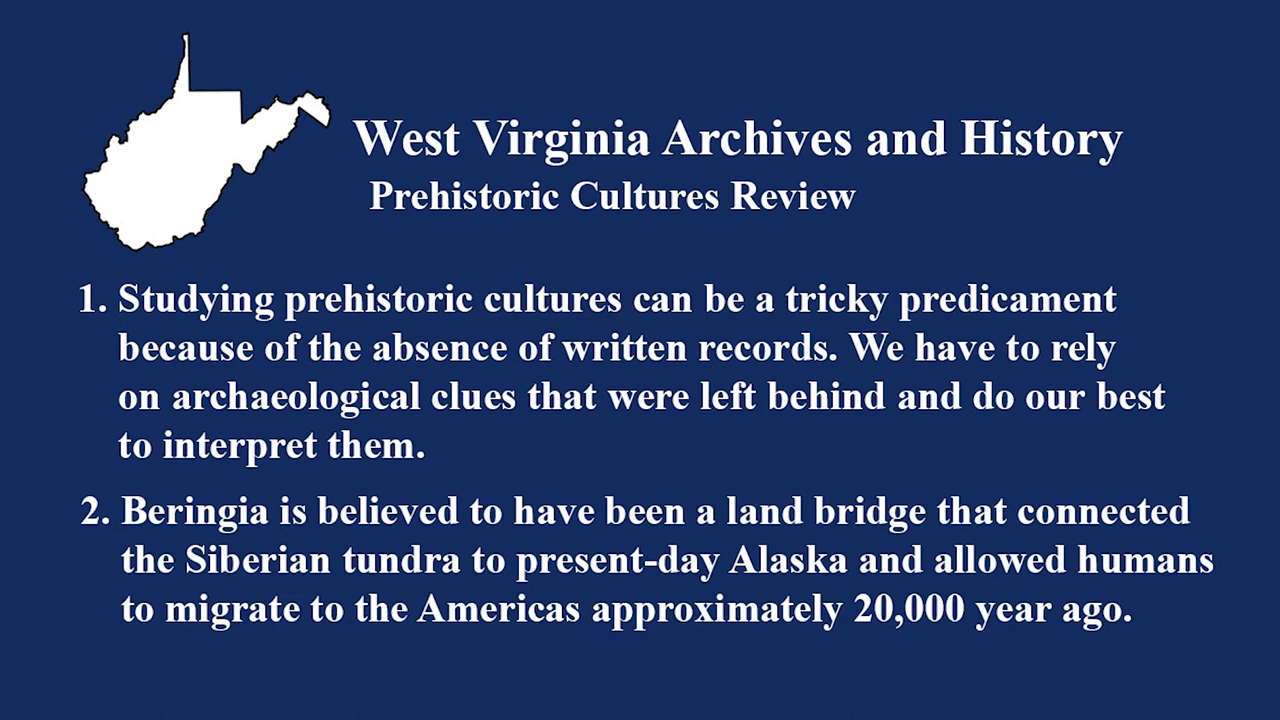 West Virginia Archives and History
Prehistoric Cultures Review
1. Studying prehistoric cultures can be a tricky predicament
because of the absence of written records. We have to rely
on archaeological clues that were left behind and do our best
to interpret them.
2. Beringia is believed to have been a land bridge that connected
the Siberian tundra to present-day Alaska and allowed humans
to migrate to the Americas approximately 20,000 year ago.